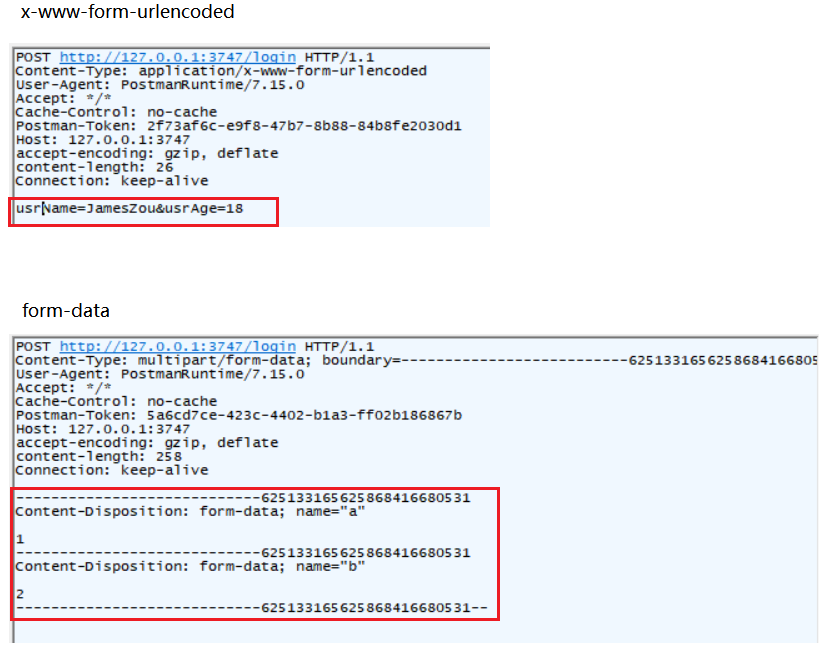 x-www-form-urlencoded
POST http://127.0.0.1:3747/login HTTP/1.1
Content-Type: application/x-www-form-urlencoded
User-Agent: PostmanRuntime/7.15.0
Accept: */*
Cache-Control: no-cache
Postman-Token: 2f73af6c-e9f8-47b7-8b88-84b8fe2030d1
Host: 127.0.0.1:3747
accept-encoding: gzip, deflate
content-length: 26
Connection: keep-alive
usrName=JamesZou&usrAge=18
form-data
POST http://127.0.0.1:3747/login HTTP/1.1
Content-Type: multipart/form-data; boundary=--------------------------625133165625868416680531
User-Agent: PostmanRuntime/7.15.0
Accept: */*
Cache-Control: no-cache
Postman-Token: 5a6cd7ce-423c-4402-b1a3-ff02b186867b
Host: 127.0.0.1:3747
accept-encoding: gzip, deflate
content-length: 258
Connection: keep-alive
----------------------------625133165625868416680531
Content-Disposition: form-data; name="a"
1
----------------------------625133165625868416680531
Content-Disposition: form-data; name="b"
2
----------------------------625133165625868416680531--